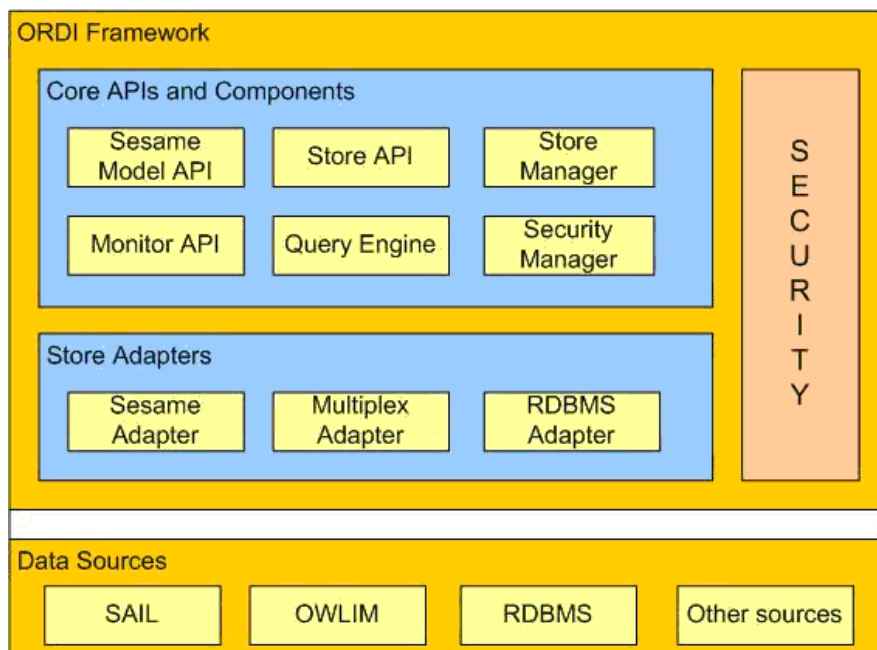 ORDI Framework
Core APIs and Components
Sesame
Model API
Store API
Store
Manager
Monitor API
Query Engine
Security
Manager
S
E
C
U
R
I
T
Y
Store Adapters
Sesame
Adapter
Multiplex
Adapter
RDBMS
Adapter
Data Sources
SAIL
OWLIM
RDBMS
Other sources